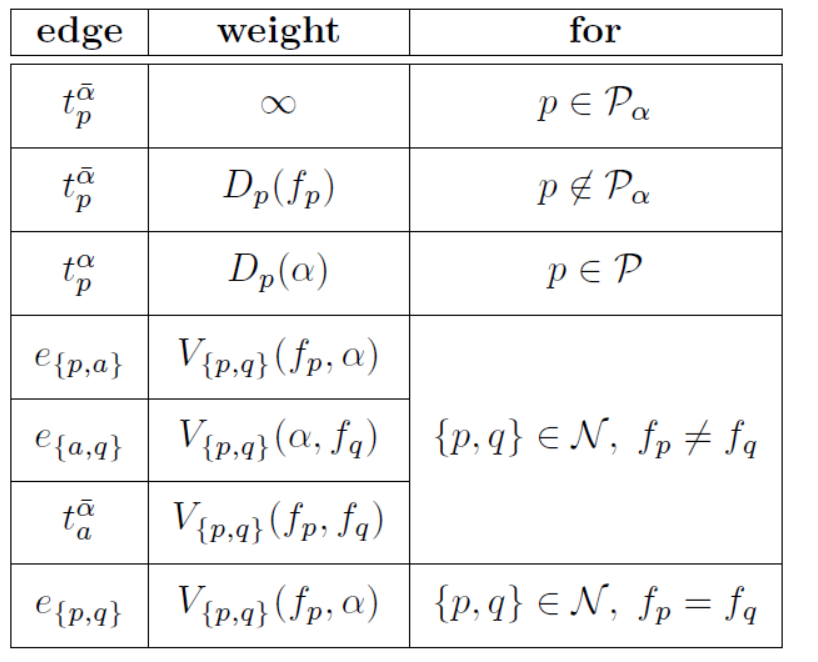 edge weight for
$t_p^{\bar{\alpha}}$ $\infty$ $p \in \mathcal{P}_\alpha$
$t_p^{\bar{\alpha}}$ $D_p(f_p)$ $p \notin \mathcal{P}_\alpha$
$t_p^{\alpha}$ $D_p(\alpha)$ $p \in \mathcal{P}$
$e_{\{p,a\}}$ $V_{\{p,q\}}(f_p, \alpha)$
$e_{\{a,q\}}$ $V_{\{p,q\}}(\alpha, f_q)$ $\{p,q\} \in \mathcal{N},\ f_p \neq f_q$
$t_a^{\bar{\alpha}}$ $V_{\{p,q\}}(f_p, f_q)$
$e_{\{p,q\}}$ $V_{\{p,q\}}(f_p, \alpha)$ $\{p,q\} \in \mathcal{N},\ f_p = f_q$